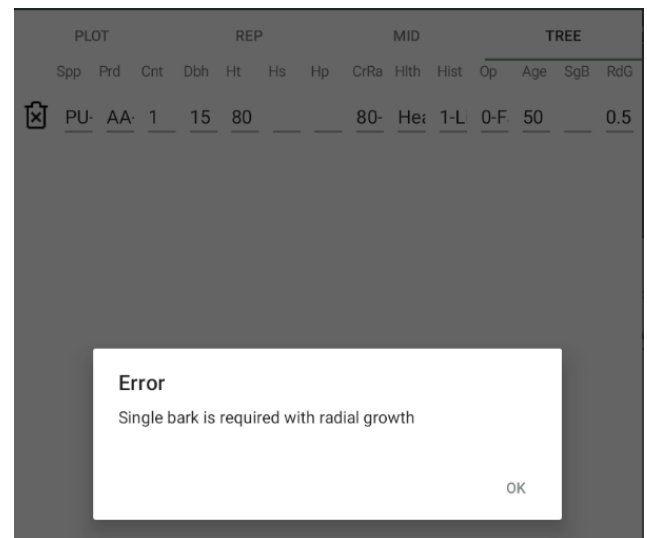 PLOT REP MID TREE
Spp Prd Cnt Dbh Ht Hs Hp CrRa Hlth Hist Op Age SgB RdG
PU- AA- 1 15 80 80- Hea 1-L 0-F 50 0.5
Error
Single bark is required with radial growth
OK